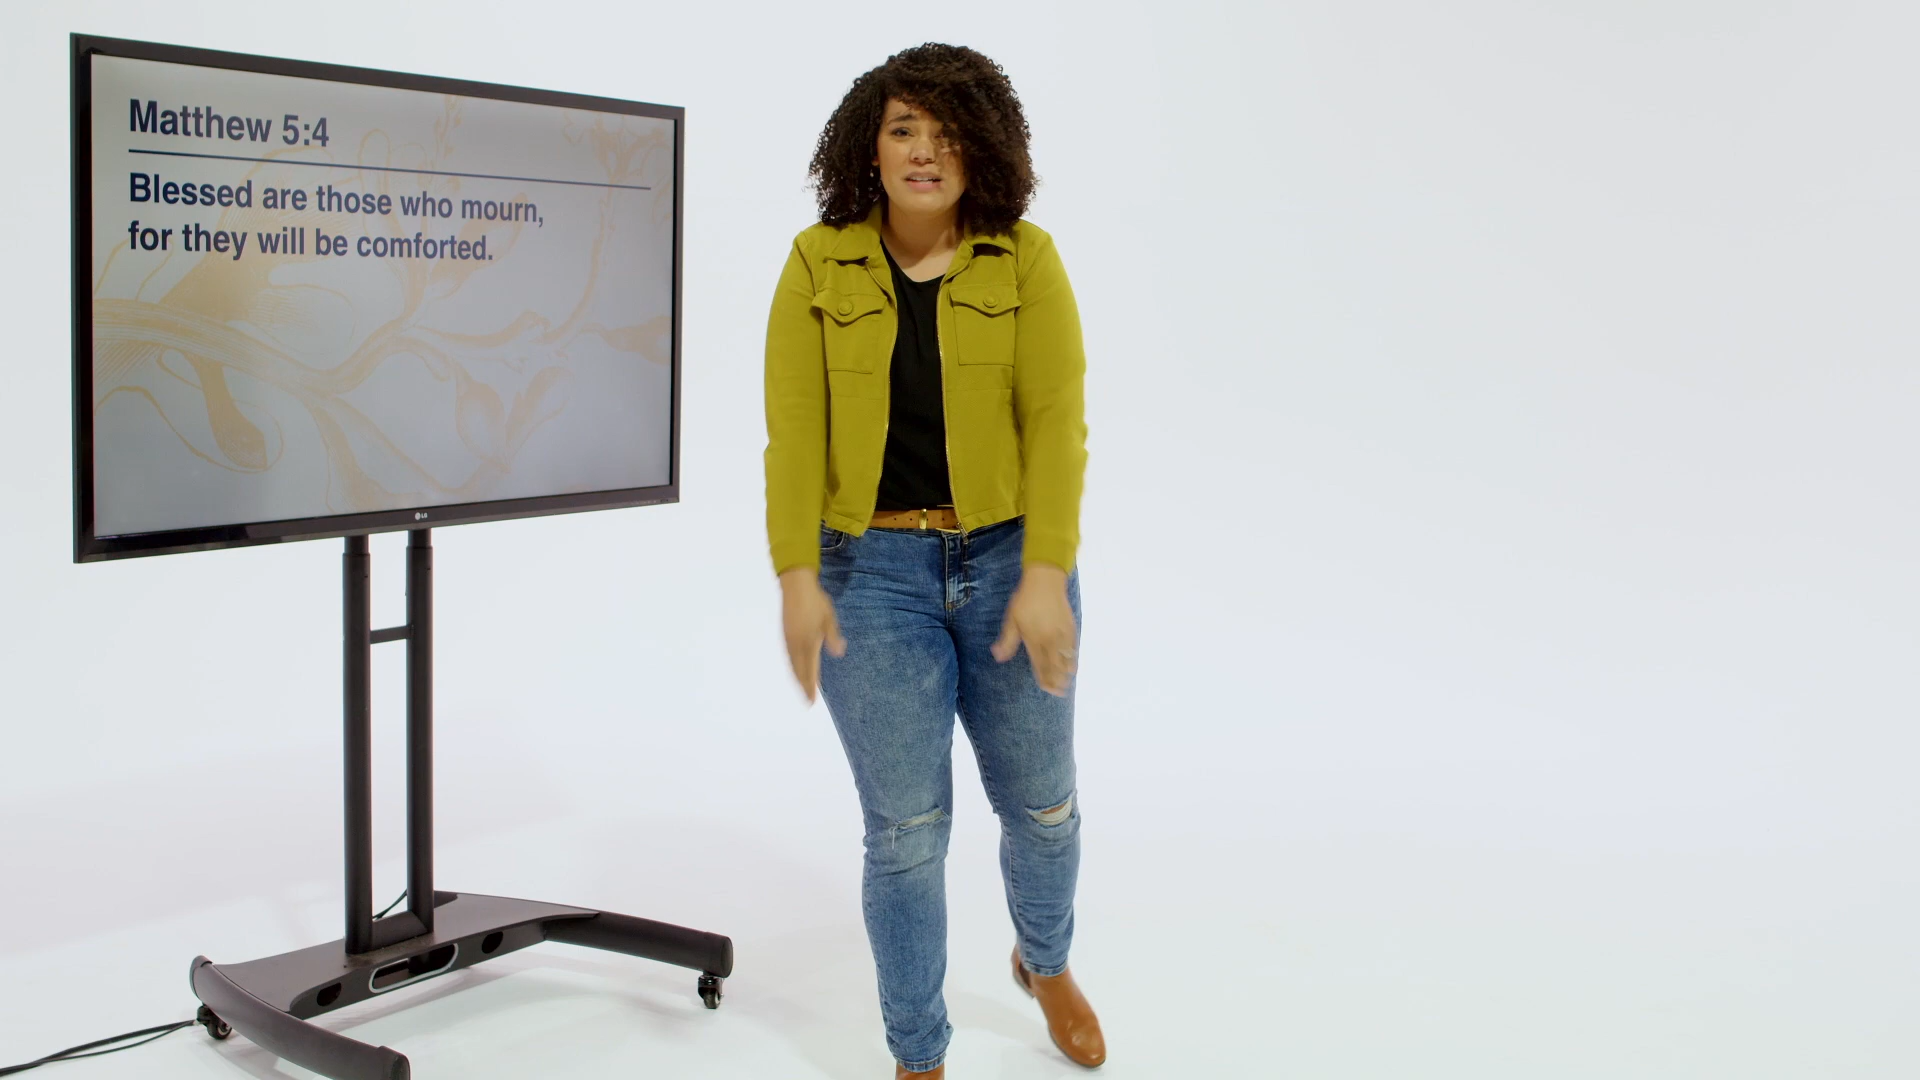 Matthew 5:4
Blessed are those who mourn,
for they will be comforted.
LG